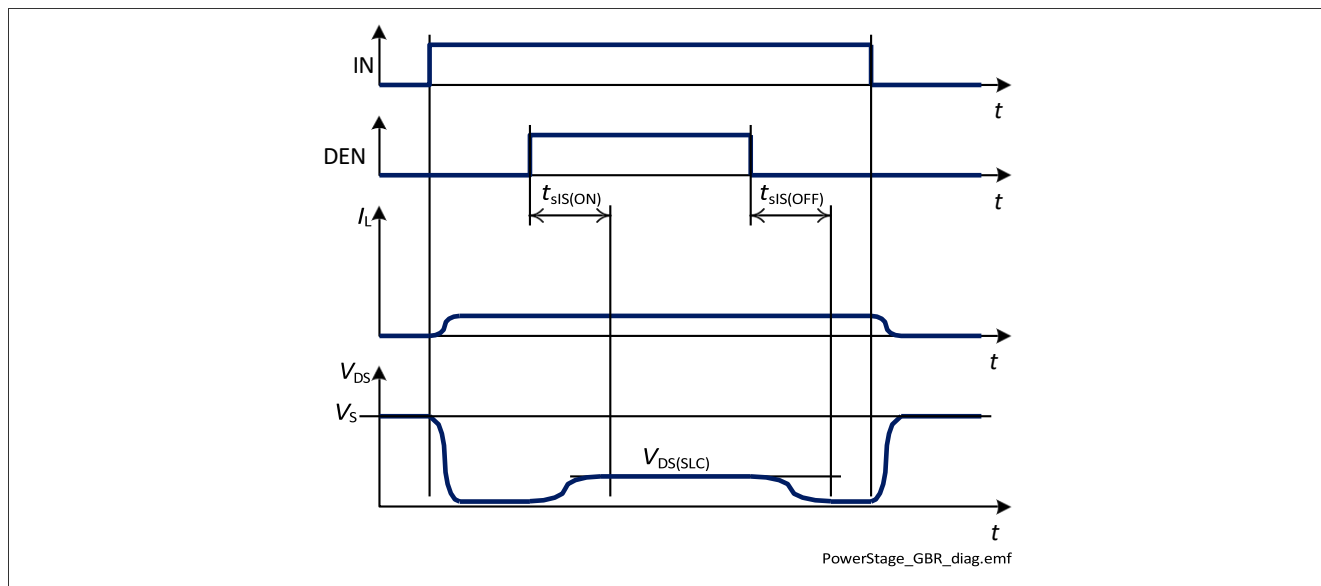 IN
t
DEN
t
tsIS(ON)
tsIS(OFF)
IL
t
VDS
VS
VDS(SLC)
t
PowerStage_GBR_diag.emf